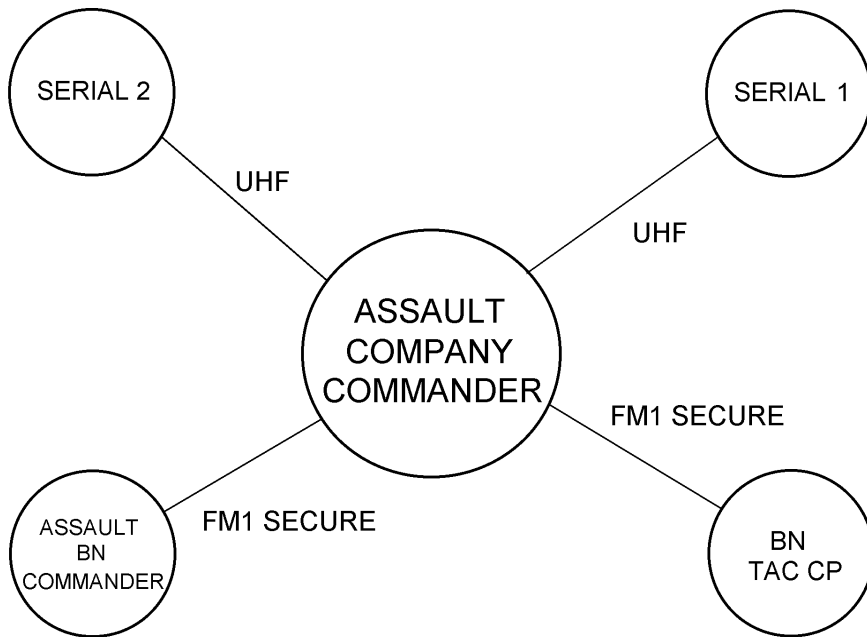 SERIAL 2
SERIAL 1
UHF
UHF
ASSAULT
COMPANY
COMMANDER
FM1 SECURE
FM1 SECURE
ASSAULT
BN
COMMANDER
BN
TAC CP